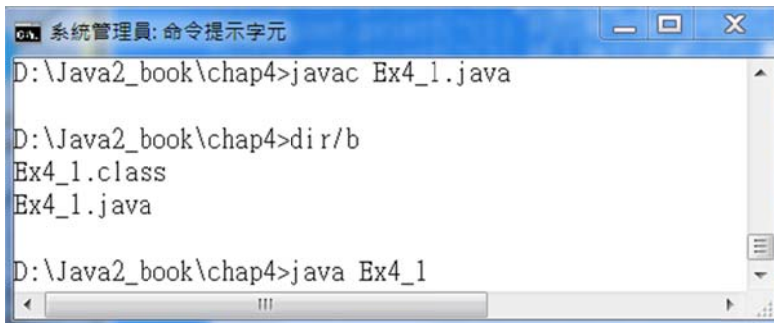 系統管理員: 命令提示字元
D:\Java2_book\chap4>javac Ex4_1.java
D:\Java2_book\chap4>dir/b
Ex4_1.class
Ex4_1.java
D:\Java2_book\chap4>java Ex4_1